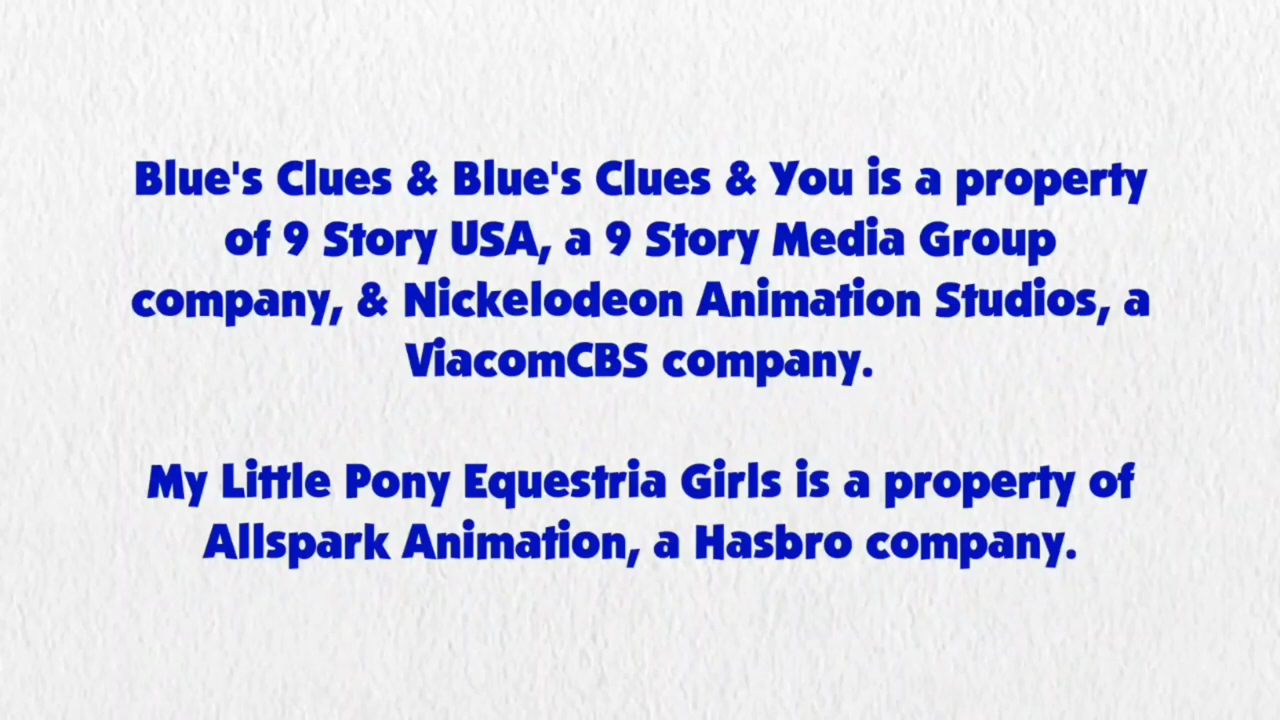 Blue's Clues & Blue's Clues & You is a property
of 9 Story USA, a 9 Story Media Group
company, & Nickelodeon Animation Studios, a
ViacomCBS company.
My Little Pony Equestria Girls is a property of
Allspark Animation, a Hasbro company.